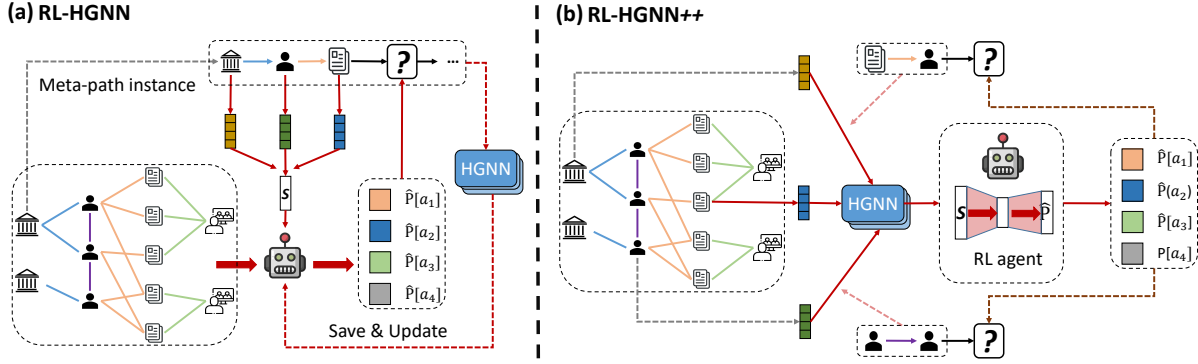 (a) RL-HGNN
Meta-path instance
?
...
HGNN
S
P̂[a₁]
P̂[a₂]
P̂[a₃]
P̂[a₄]
Save & Update
(b) RL-HGNN++
?
HGNN
S
P̂
RL agent
P̂[a₁]
P̂(a₂)
P̂[a₃]
P[a₄]
?